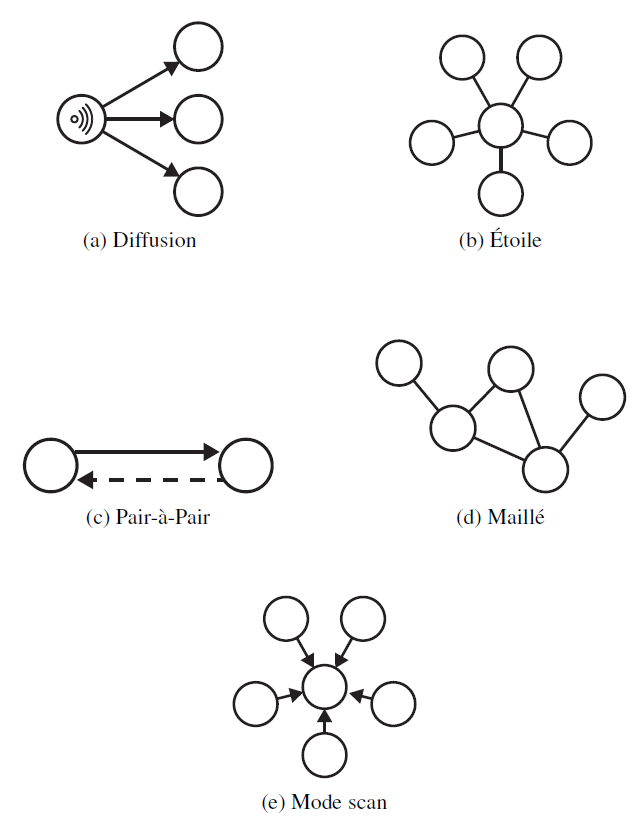 (a) Diffusion
(b) Étoile
(c) Pair-à-Pair
(d) Maillé
(e) Mode scan